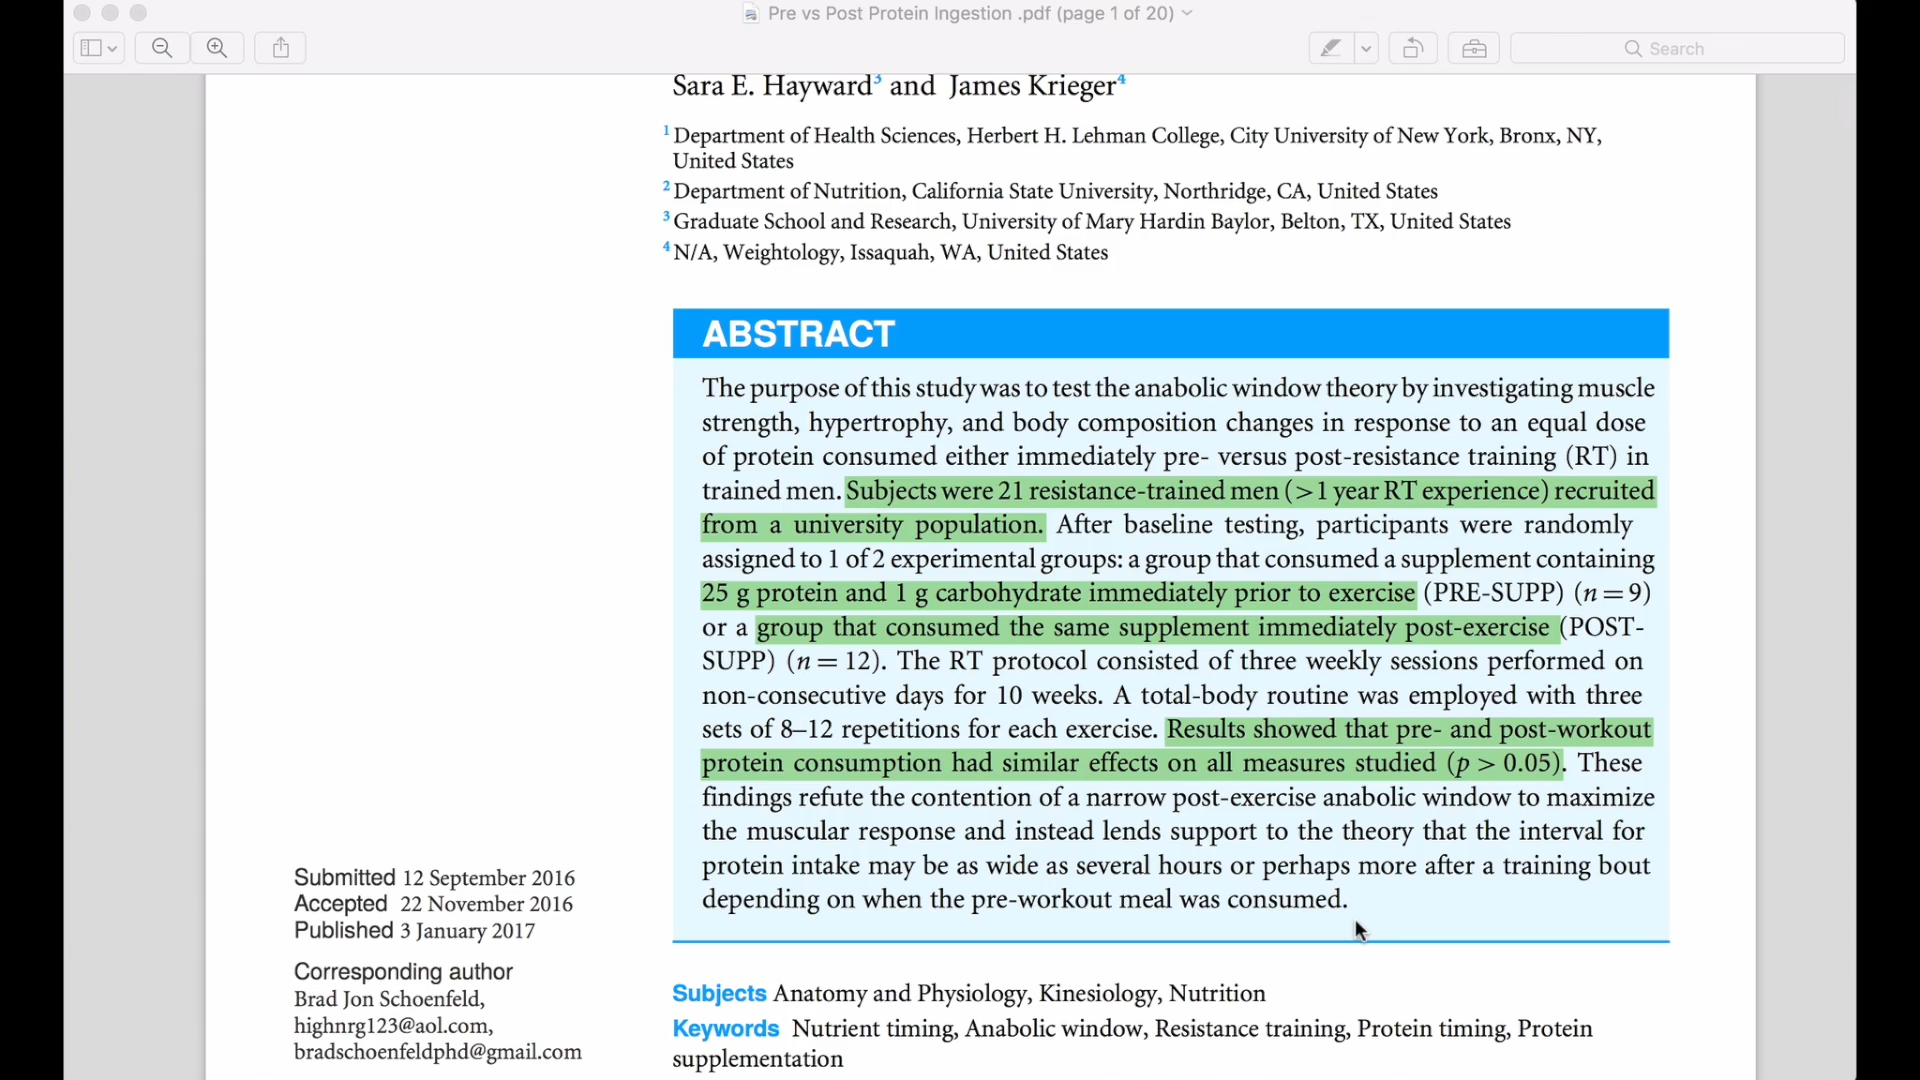 Pre vs Post Protein Ingestion .pdf (page 1 of 20)
Search
Sara E. Hayward3 and James Krieger4
1 Department of Health Sciences, Herbert H. Lehman College, City University of New York, Bronx, NY,
United States
2 Department of Nutrition, California State University, Northridge, CA, United States
3 Graduate School and Research, University of Mary Hardin Baylor, Belton, TX, United States
4 N/A, Weightology, Issaquah, WA, United States
ABSTRACT
The purpose of this study was to test the anabolic window theory by investigating muscle
strength, hypertrophy, and body composition changes in response to an equal dose
of protein consumed either immediately pre- versus post-resistance training (RT) in
trained men. Subjects were 21 resistance-trained men (>1 year RT experience) recruited
from a university population. After baseline testing, participants were randomly
assigned to 1 of 2 experimental groups: a group that consumed a supplement containing
25 g protein and 1 g carbohydrate immediately prior to exercise (PRE-SUPP) (n = 9)
or a group that consumed the same supplement immediately post-exercise (POST-
SUPP) (n = 12). The RT protocol consisted of three weekly sessions performed on
non-consecutive days for 10 weeks. A total-body routine was employed with three
sets of 8–12 repetitions for each exercise. Results showed that pre- and post-workout
protein consumption had similar effects on all measures studied (p > 0.05). These
findings refute the contention of a narrow post-exercise anabolic window to maximize
the muscular response and instead lends support to the theory that the interval for
protein intake may be as wide as several hours or perhaps more after a training bout
depending on when the pre-workout meal was consumed.
Submitted 12 September 2016
Accepted 22 November 2016
Published 3 January 2017
Corresponding author
Brad Jon Schoenfeld,
highnrg123@aol.com,
bradschoenfeldphd@gmail.com
Subjects Anatomy and Physiology, Kinesiology, Nutrition
Keywords Nutrient timing, Anabolic window, Resistance training, Protein timing, Protein
supplementation